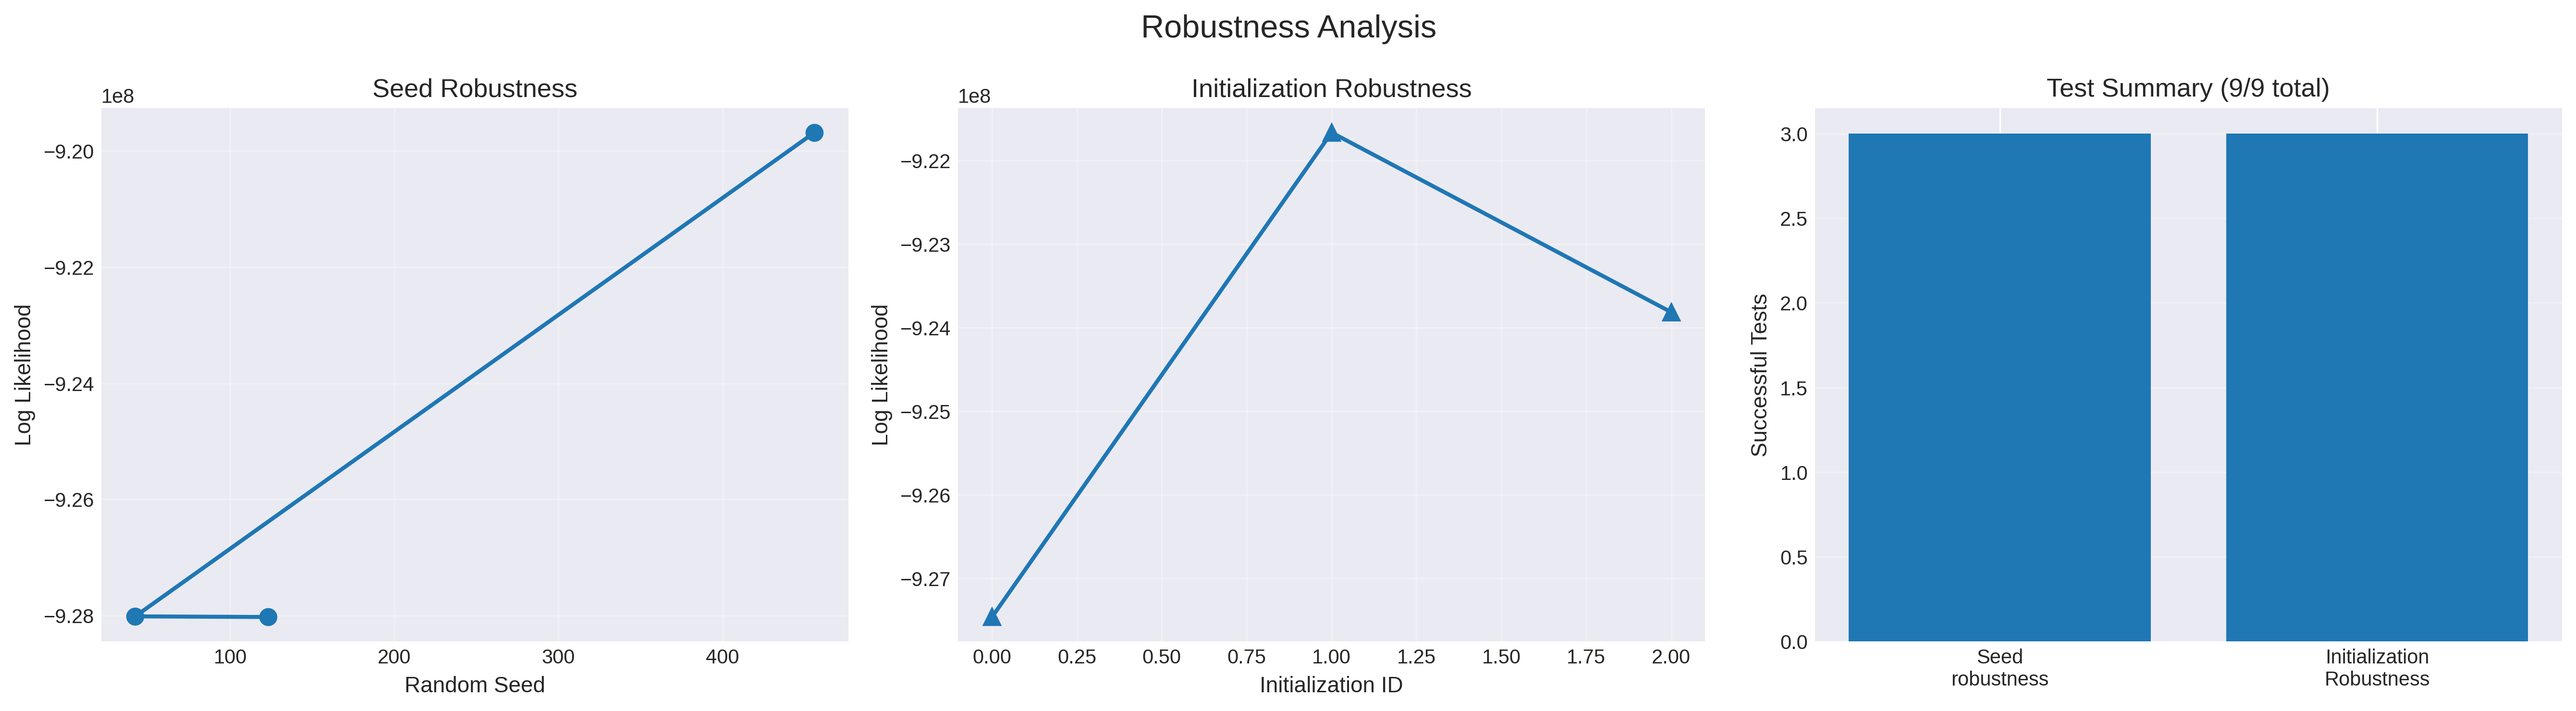 Robustness Analysis
Seed Robustness
1e8
−9.20
−9.22
−9.24
−9.26
−9.28
Log Likelihood
100
200
300
400
Random Seed
Initialization Robustness
1e8
−9.22
−9.23
−9.24
−9.25
−9.26
−9.27
Log Likelihood
0.00
0.25
0.50
0.75
1.00
1.25
1.50
1.75
2.00
Initialization ID
Test Summary (9/9 total)
3.0
2.5
2.0
1.5
1.0
0.5
0.0
Successful Tests
Seed
robustness
Initialization
Robustness